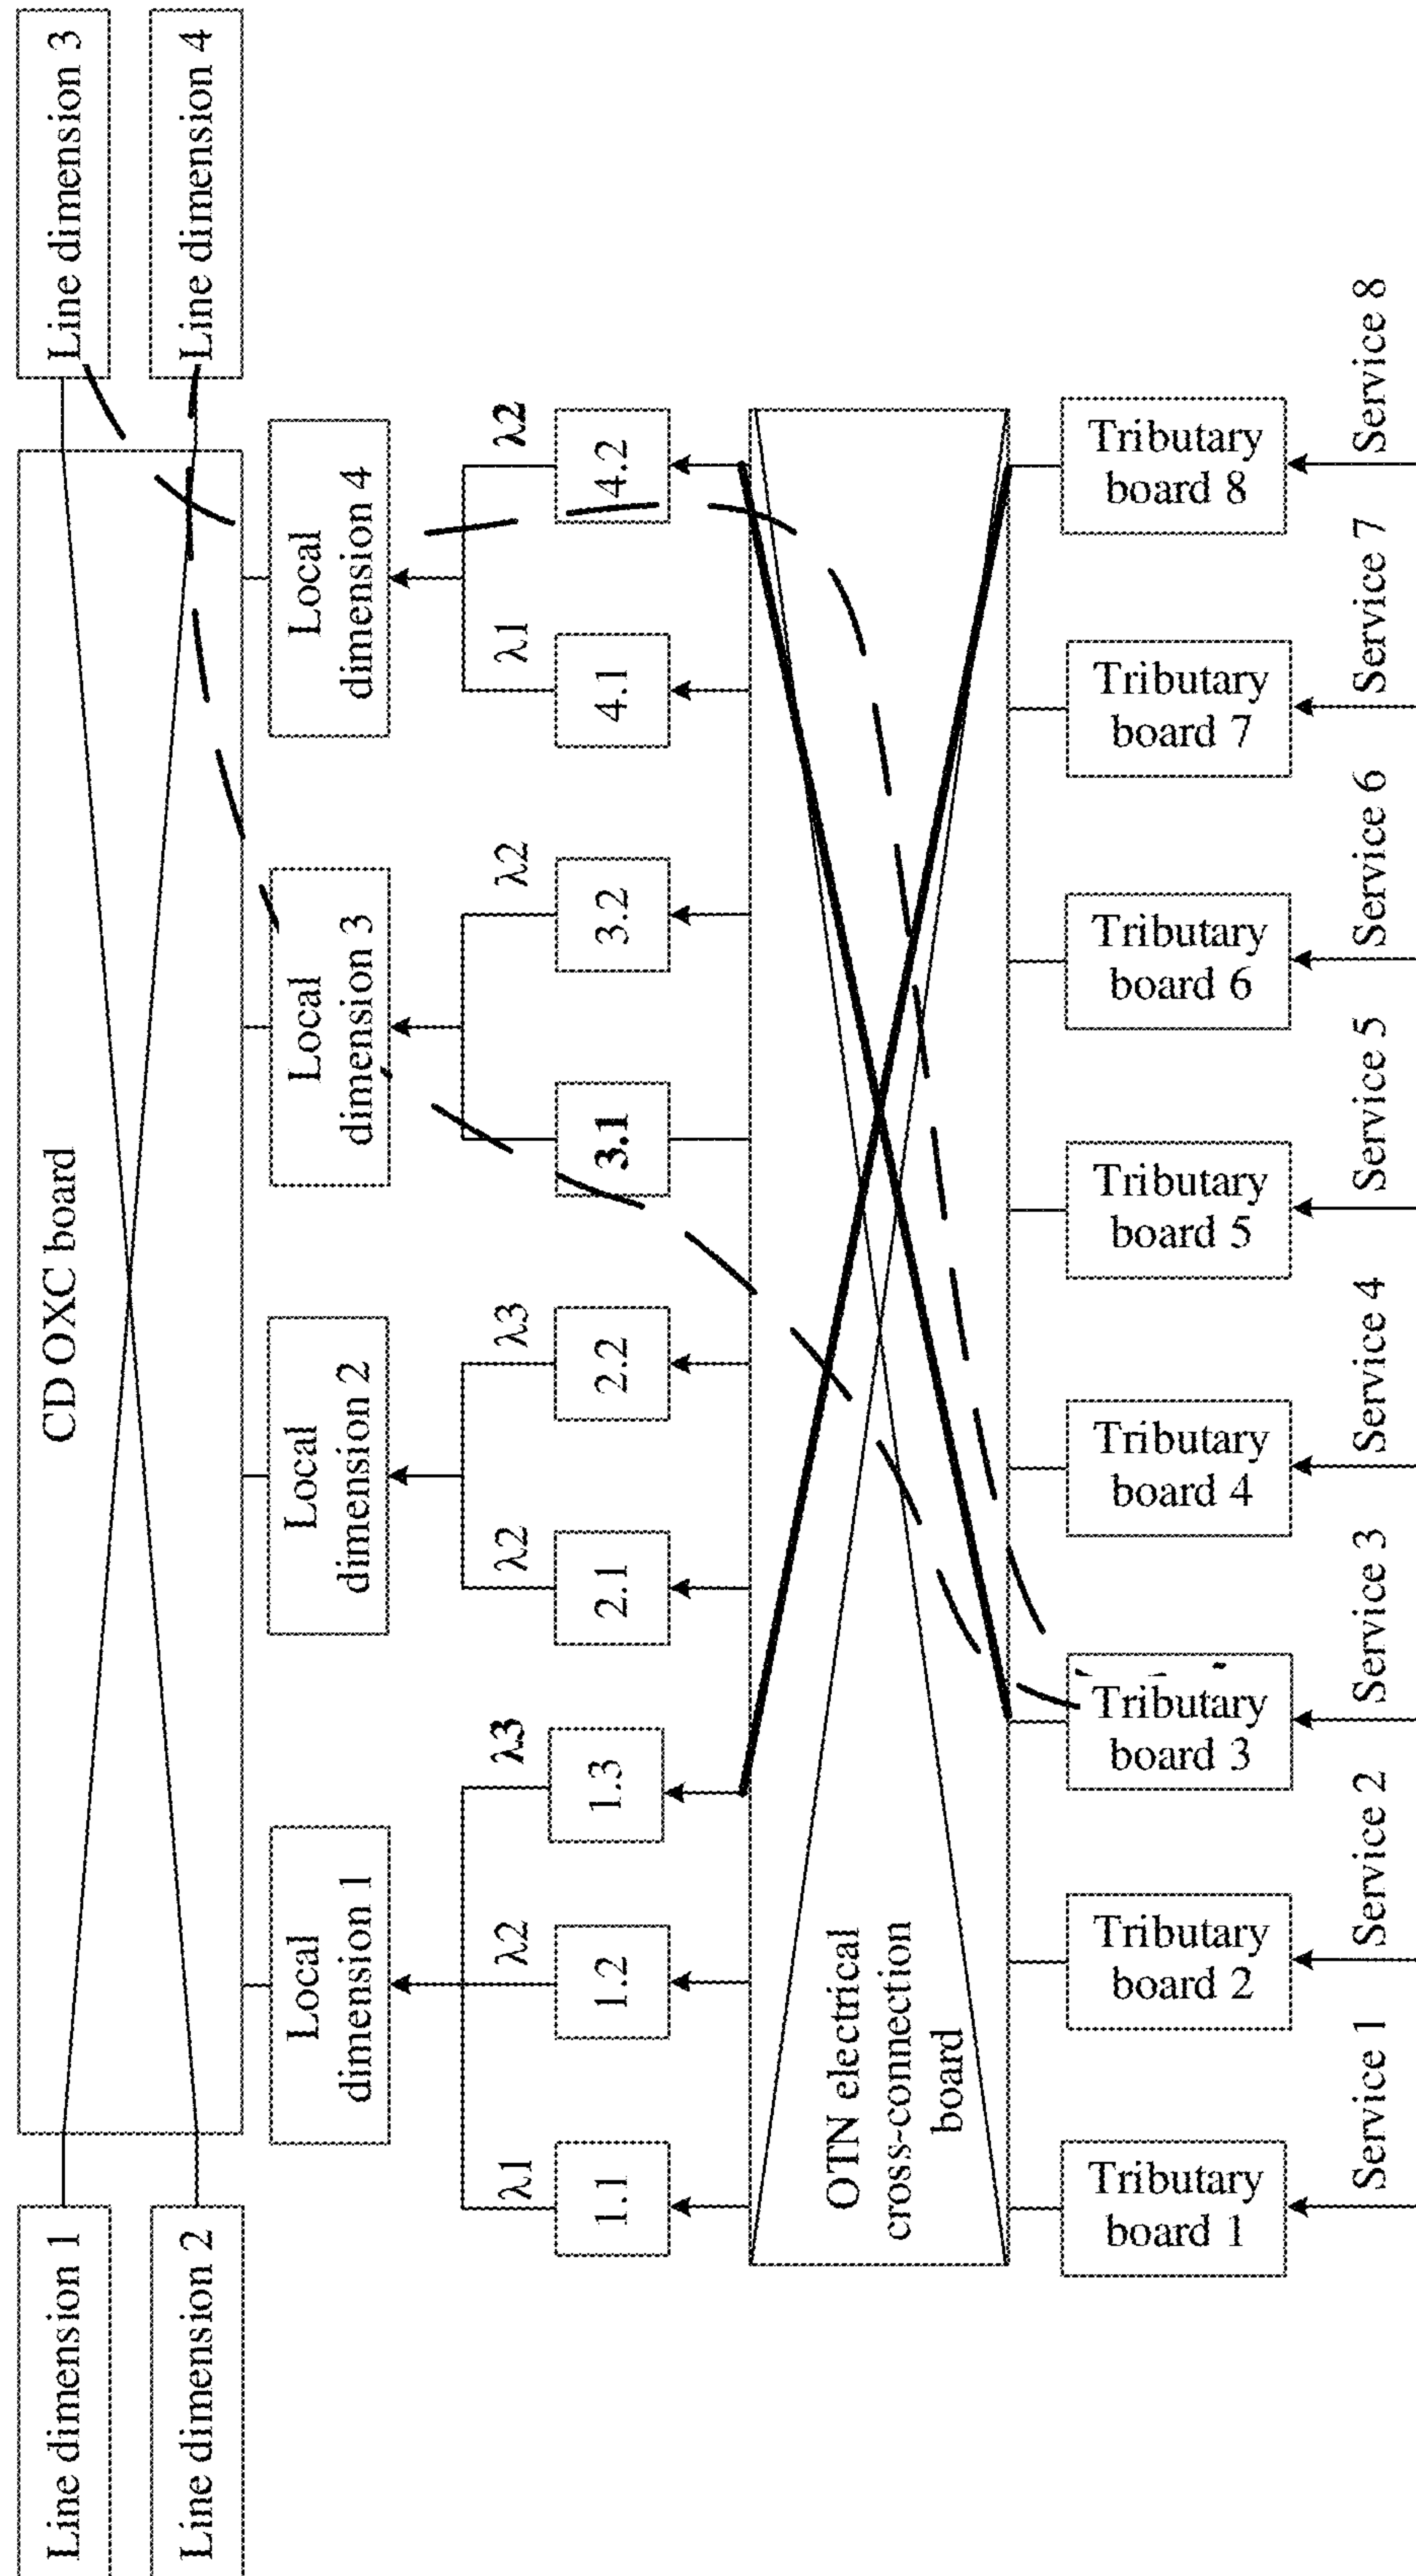 Line dimension 1
CD OXC board
Line dimension 3
Line dimension 2
Line dimension 4
Local
dimension 1
Local
dimension 2
Local
dimension 3
Local
dimension 4
λ1
λ2
λ3
λ2
λ3
λ2
λ1
λ2
1.1
1.2
1.3
2.1
2.2
3.1
3.2
4.1
4.2
OTN electrical
cross-connection
board
Tributary
board 1
Tributary
board 2
Tributary
board 3
Tributary
board 4
Tributary
board 5
Tributary
board 6
Tributary
board 7
Tributary
board 8
Service 1
Service 2
Service 3
Service 4
Service 5
Service 6
Service 7
Service 8